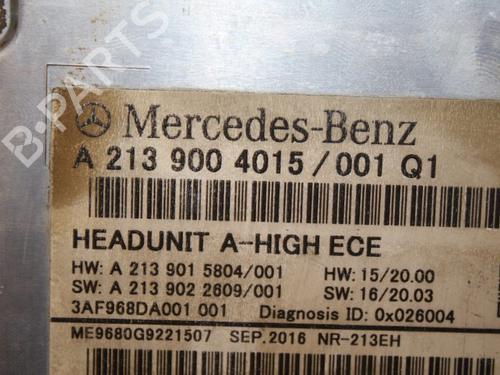 Mercedes-Benz
A 213 900 4015/001 Q1
HEADUNIT A-HIGH ECE
HW: A 213 901 5804/001 HW: 15/20.00
SW: A 213 902 2609/001 SW: 16/20.03
3AF968DA001 001 Diagnosis ID: 0x026004
ME9680G9221507 SEP.2016 NR-213EH
B-PARTS